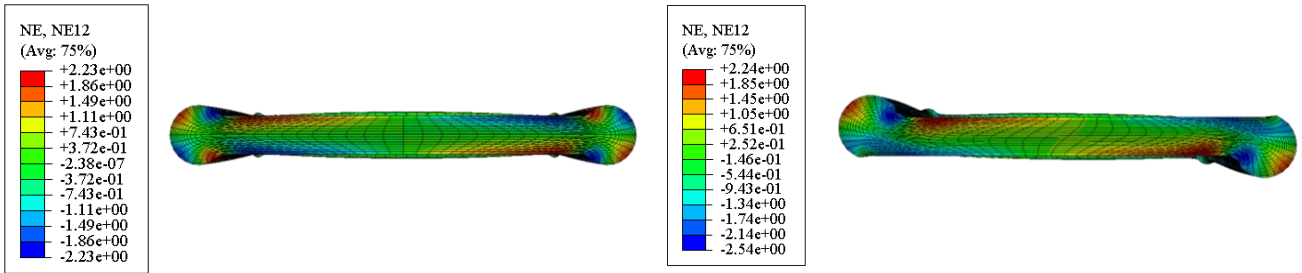 NE, NE12
(Avg: 75%)
+2.23e+00
+1.86e+00
+1.49e+00
+1.11e+00
+7.43e-01
+3.72e-01
-2.38e-07
-3.72e-01
-7.43e-01
-1.11e+00
-1.49e+00
-1.86e+00
-2.23e+00
NE, NE12
(Avg: 75%)
+2.24e+00
+1.85e+00
+1.45e+00
+1.05e+00
+6.51e-01
+2.52e-01
-1.46e-01
-5.44e-01
-9.43e-01
-1.34e+00
-1.74e+00
-2.14e+00
-2.54e+00